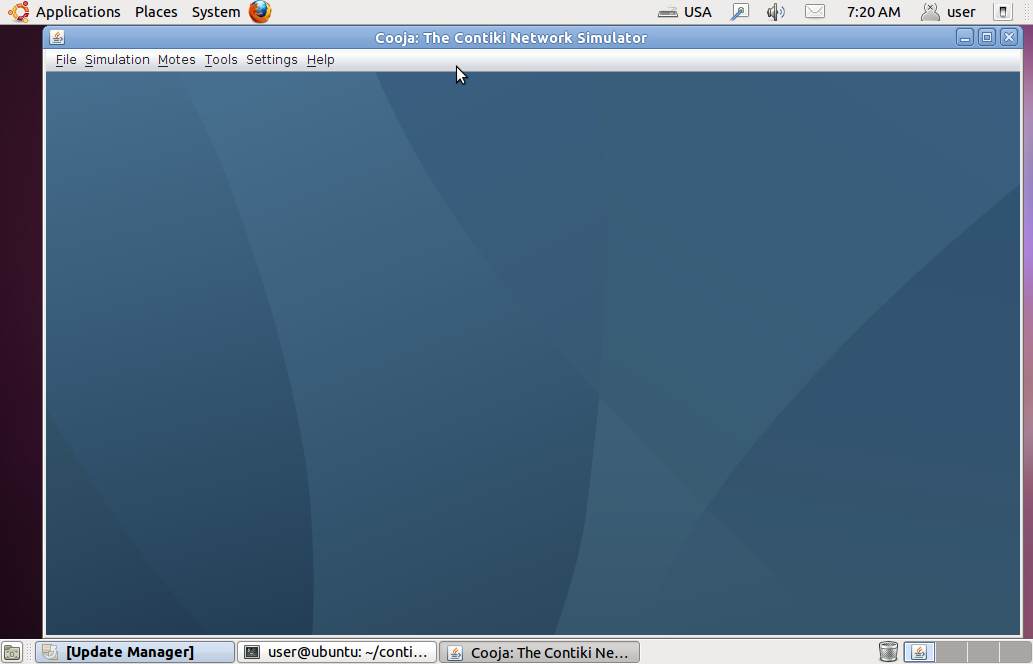 Applications Places System USA 7:20 AM user
Cooja: The Contiki Network Simulator
File Simulation Motes Tools Settings Help
[Update Manager] user@ubuntu: ~/conti... Cooja: The Contiki Ne...